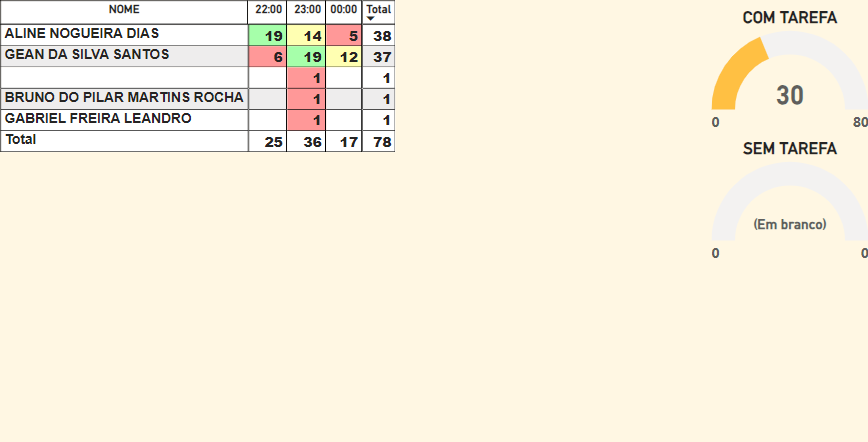 NOME 22:00 23:00 00:00 Total
ALINE NOGUEIRA DIAS 19 14 5 38
GEAN DA SILVA SANTOS 6 19 12 37
1 1
BRUNO DO PILAR MARTINS ROCHA 1 1
GABRIEL FREIRA LEANDRO 1 1
Total 25 36 17 78
COM TAREFA
30
0 80
SEM TAREFA
(Em branco)
0 0